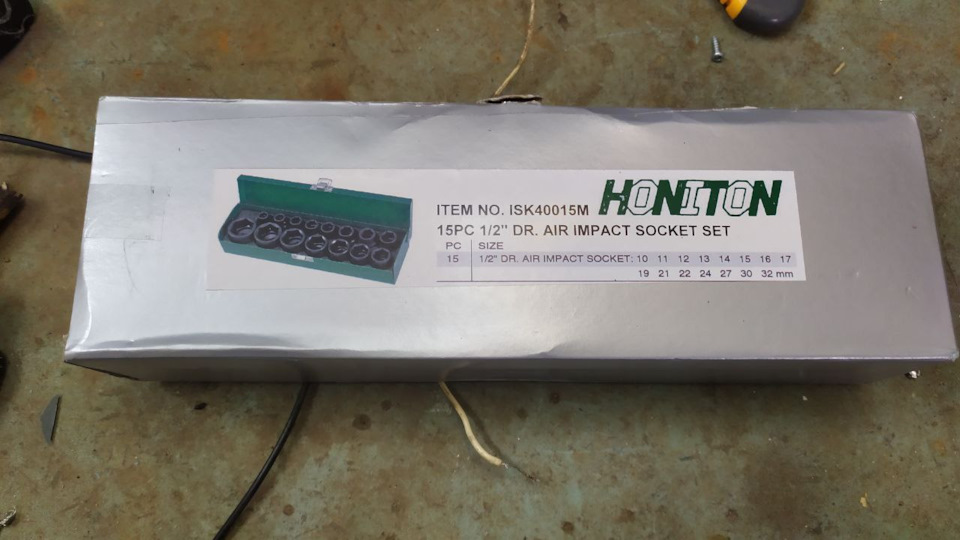 HONITON
ITEM NO. ISK40015M
15PC 1/2" DR. AIR IMPACT SOCKET SET
PC SIZE
15 1/2" DR. AIR IMPACT SOCKET: 10 11 12 13 14 15 16 17
19 21 22 24 27 30 32 mm